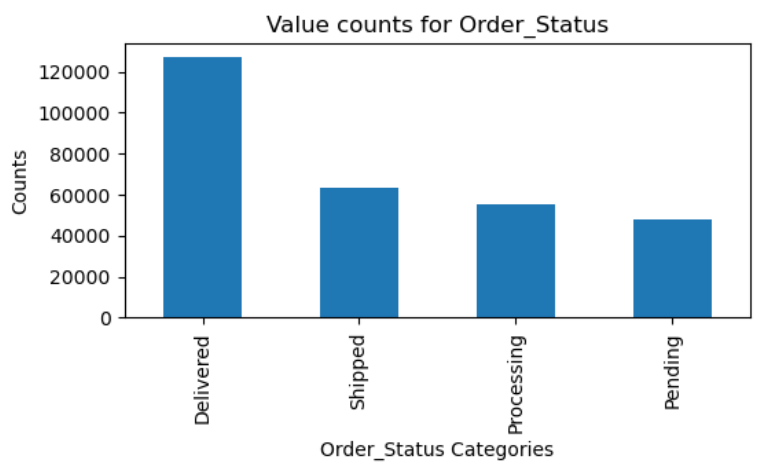 Value counts for Order_Status
Counts
120000
100000
80000
60000
40000
20000
0
Delivered
Shipped
Processing
Pending
Order_Status Categories